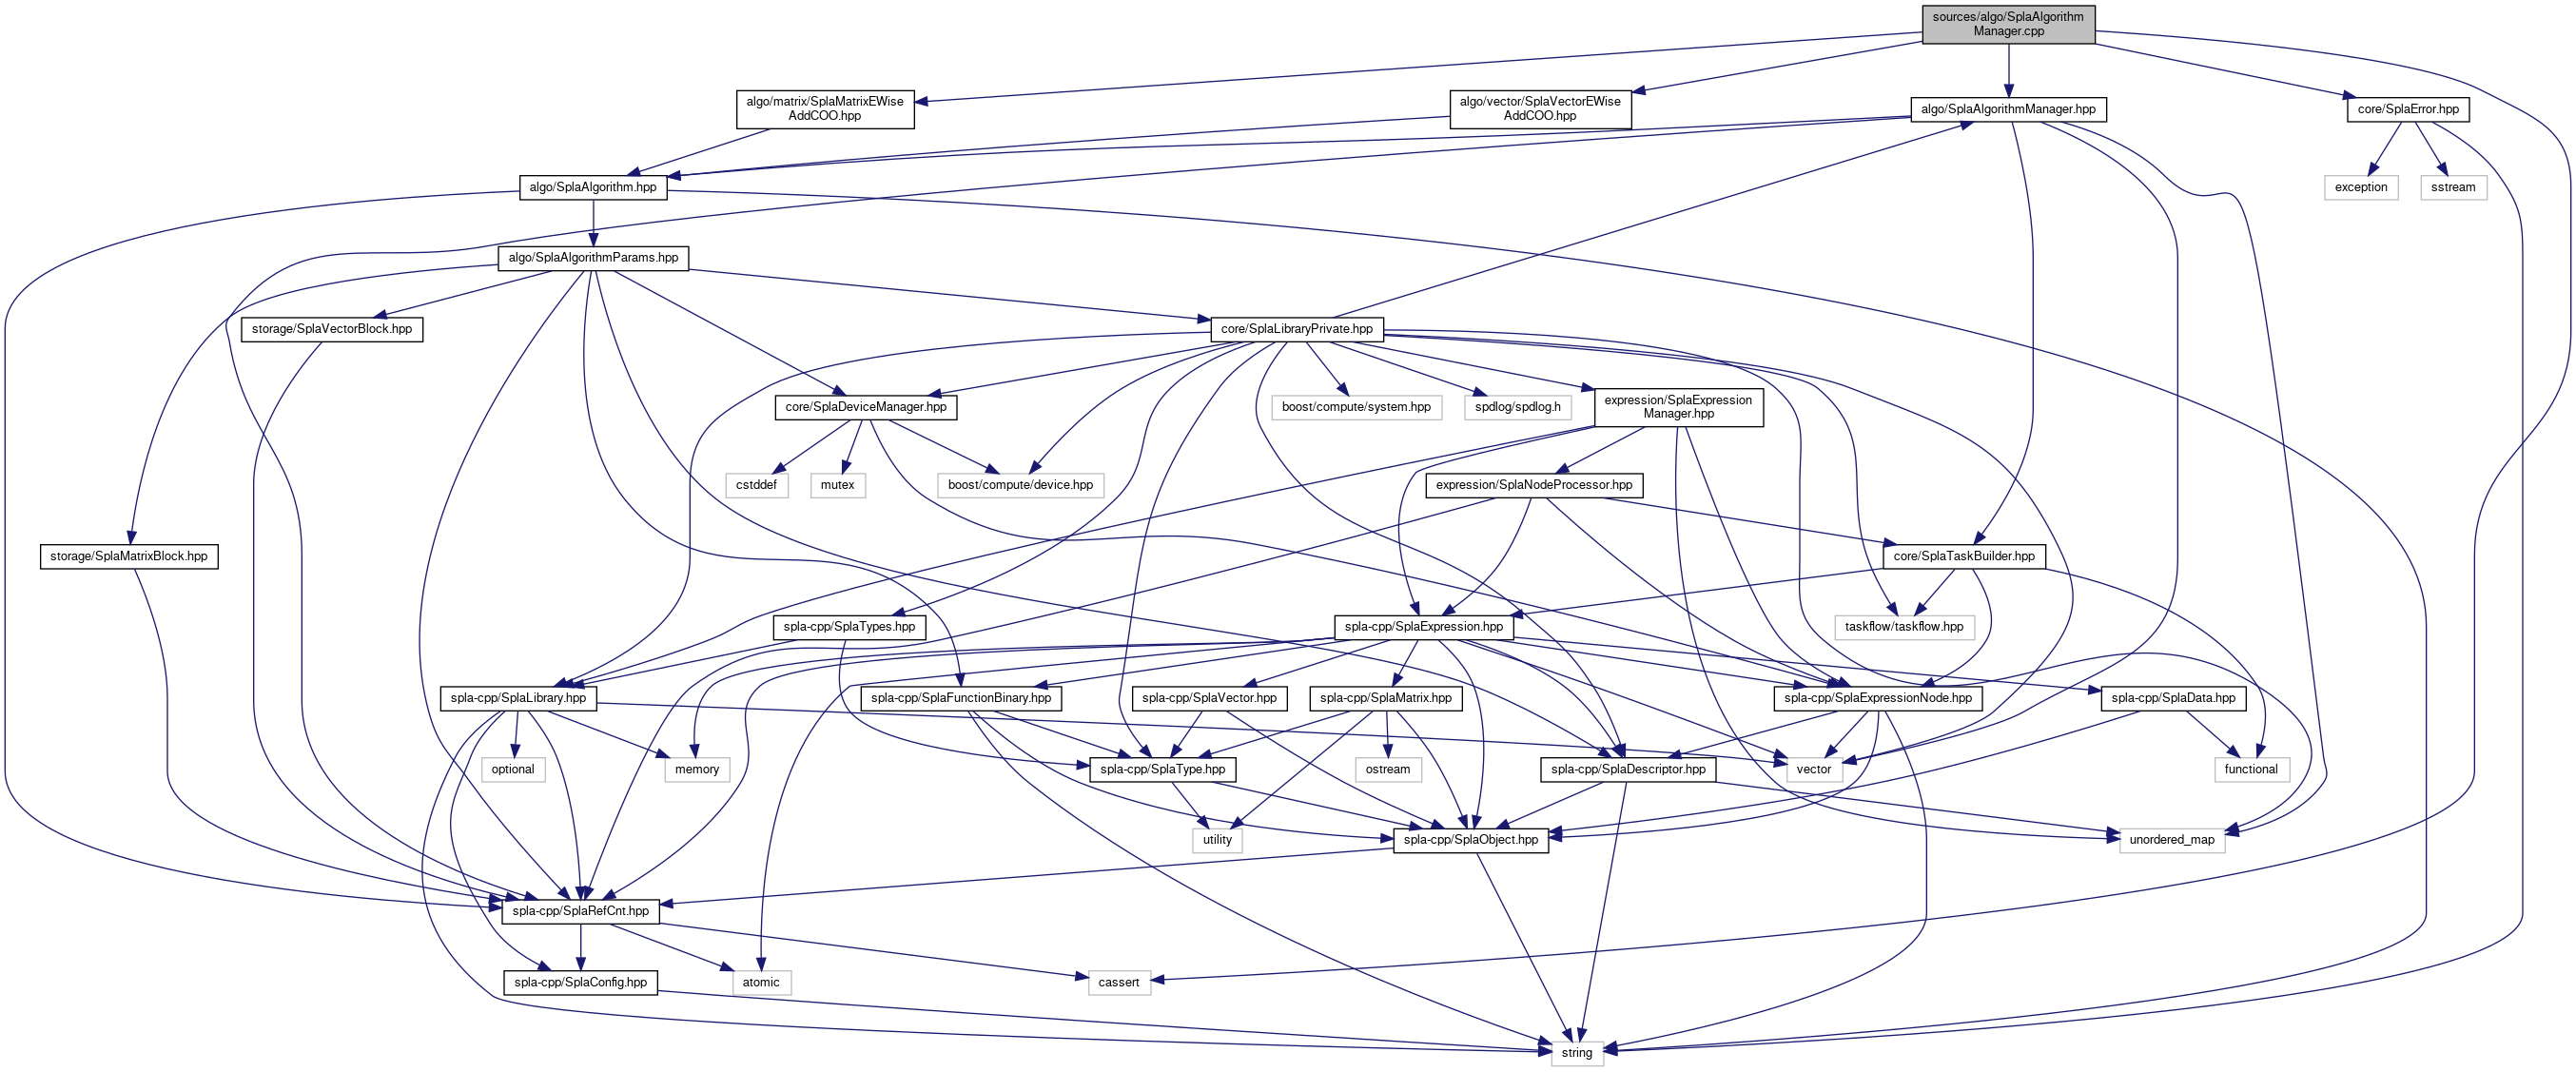 sources/algo/SplaAlgorithm
Manager.cpp
algo/matrix/SplaMatrixEWise
AddCOO.hpp
algo/vector/SplaVectorEWise
AddCOO.hpp
algo/SplaAlgorithmManager.hpp
core/SplaError.hpp
algo/SplaAlgorithm.hpp
exception
sstream
algo/SplaAlgorithmParams.hpp
storage/SplaVectorBlock.hpp
core/SplaLibraryPrivate.hpp
core/SplaDeviceManager.hpp
boost/compute/system.hpp
spdlog/spdlog.h
expression/SplaExpression
Manager.hpp
cstddef
mutex
boost/compute/device.hpp
expression/SplaNodeProcessor.hpp
storage/SplaMatrixBlock.hpp
core/SplaTaskBuilder.hpp
spla-cpp/SplaTypes.hpp
spla-cpp/SplaExpression.hpp
taskflow/taskflow.hpp
spla-cpp/SplaLibrary.hpp
spla-cpp/SplaFunctionBinary.hpp
spla-cpp/SplaVector.hpp
spla-cpp/SplaMatrix.hpp
spla-cpp/SplaExpressionNode.hpp
spla-cpp/SplaData.hpp
optional
memory
spla-cpp/SplaType.hpp
ostream
spla-cpp/SplaDescriptor.hpp
vector
functional
utility
spla-cpp/SplaObject.hpp
unordered_map
spla-cpp/SplaRefCnt.hpp
spla-cpp/SplaConfig.hpp
atomic
cassert
string